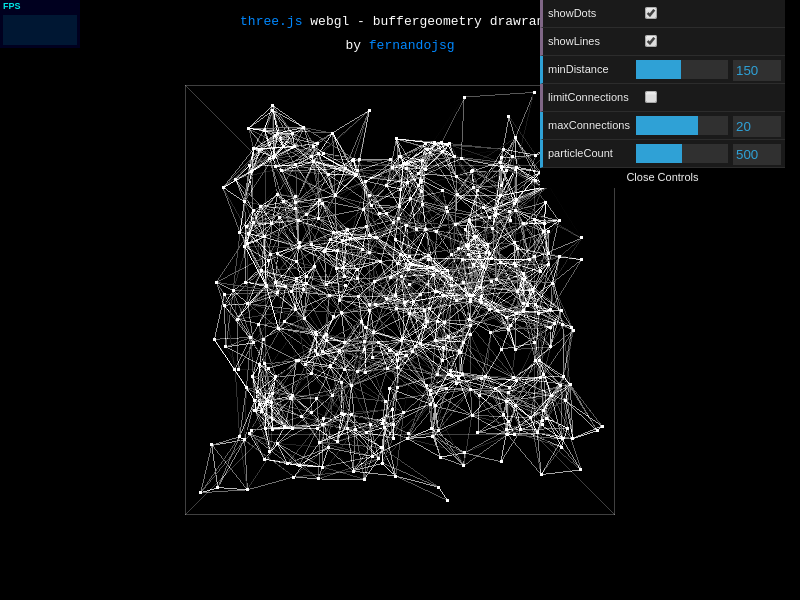 FPS
three.js webgl - buffergeometry drawran
by fernandojsg
showDots
showLines
minDistance 150
limitConnections
maxConnections 20
particleCount 500
Close Controls